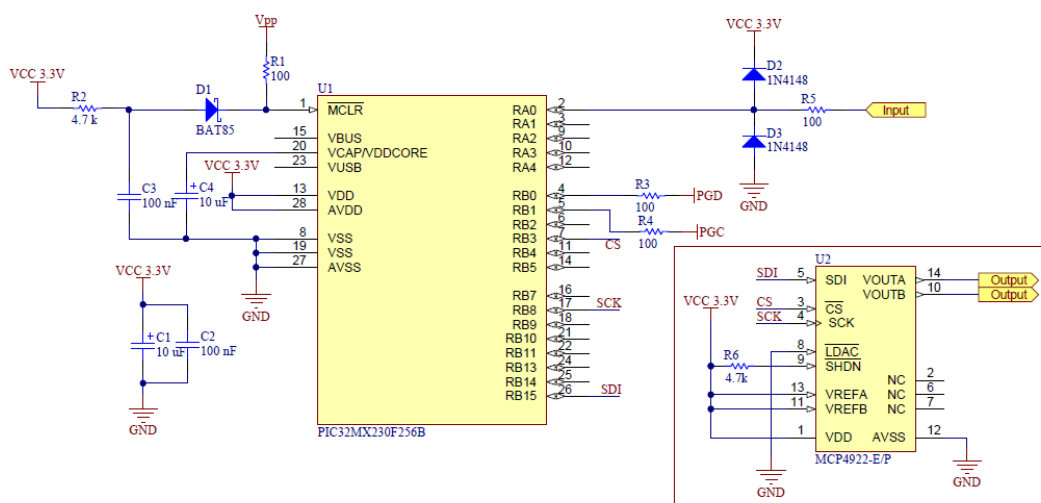 Vpp
VCC 3.3V
R2
4.7 k
D1
BAT85
R1
100
C3
100 nF
+ C4
10 uF
VCC 3.3V
GND
VCC 3.3V
+ C1
10 uF
C2
100 nF
GND
U1
1 MCLR
15 VBUS
20 VCAP/VDDCORE
23 VUSB
13 VDD
28 AVDD
8 VSS
19 VSS
27 AVSS
RA0 2
RA1 3
RA2 9
RA3 10
RA4 12
RB0 4
RB1 5
RB2 6
RB3 7
RB4 11
RB5 14
RB7 16
RB8 17
RB9 18
RB10 21
RB11 22
RB13 24
RB14 25
RB15 26
PIC32MX230F256B
CS
SCK
SDI
R3
100
PGD
R4
100
PGC
VCC 3.3V
D2
1N4148
D3
1N4148
R5
100
Input
GND
U2
SDI 5 SDI
CS 3 CS
SCK 4 SCK
8 LDAC
9 SHDN
13 VREFA
11 VREFB
1 VDD
VOUTA 14 Output
VOUTB 10 Output
NC 2
NC 6
NC 7
AVSS 12
MCP4922-E/P
VCC 3.3V
R6
4.7k
GND
GND